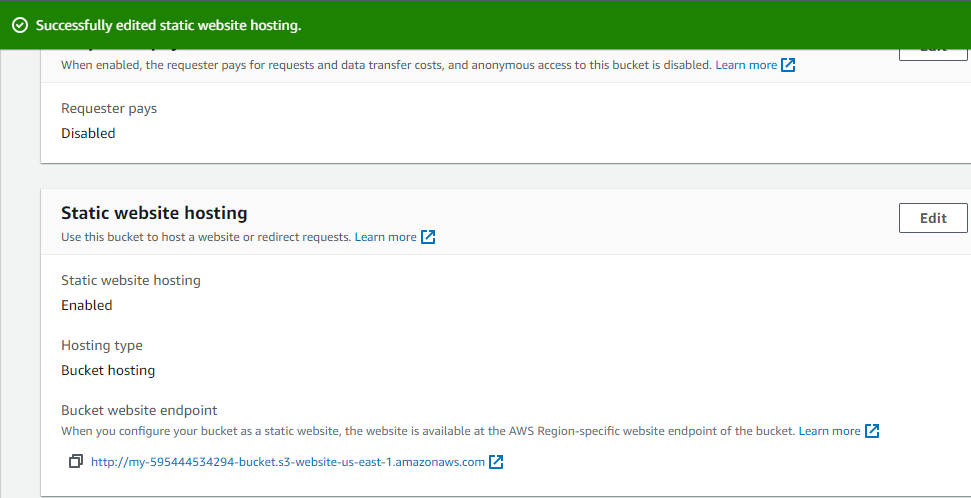 Successfully edited static website hosting.
When enabled, the requester pays for requests and data transfer costs, and anonymous access to this bucket is disabled. Learn more
Requester pays
Disabled
Static website hosting
Edit
Use this bucket to host a website or redirect requests. Learn more
Static website hosting
Enabled
Hosting type
Bucket hosting
Bucket website endpoint
When you configure your bucket as a static website, the website is available at the AWS Region-specific website endpoint of the bucket. Learn more
http://my-595444534294-bucket.s3-website-us-east-1.amazonaws.com